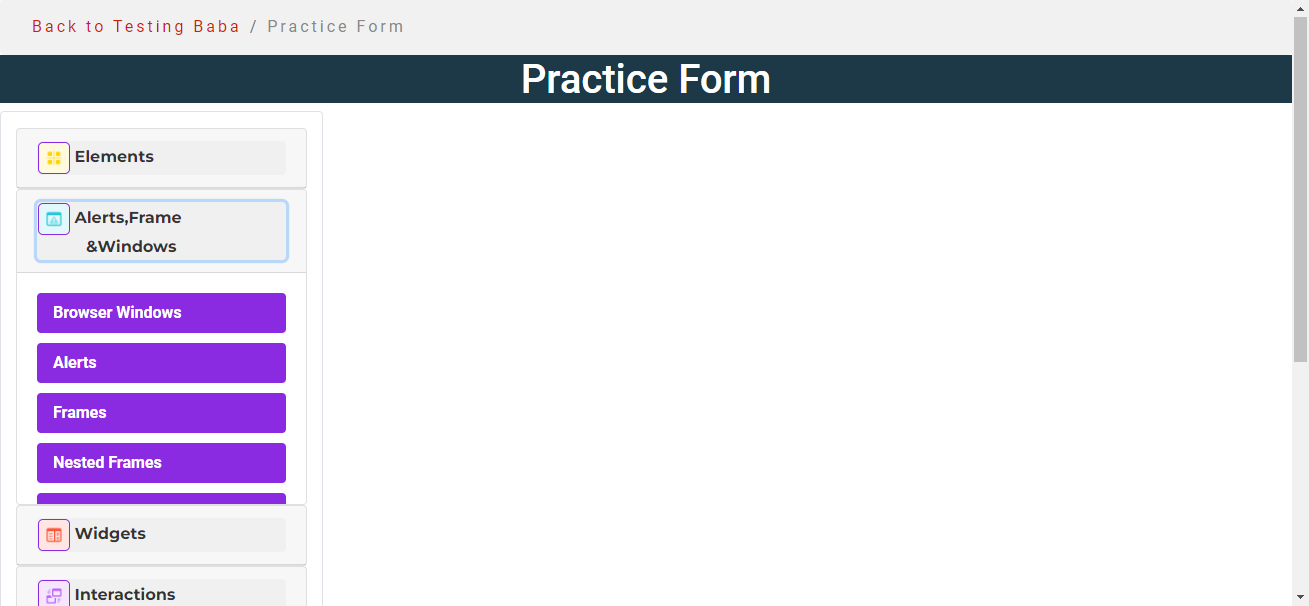 Back to Testing Baba / Practice Form
Practice Form
Elements
Alerts,Frame
&Windows
Browser Windows
Alerts
Frames
Nested Frames
Widgets
Interactions